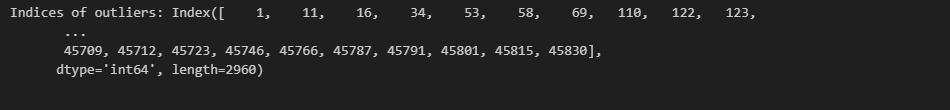 Indices of outliers: Index([    1,    11,    16,    34,    53,    58,    69,   110,   122,   123,
       ...
       45709, 45712, 45723, 45746, 45766, 45787, 45791, 45801, 45815, 45830],
      dtype='int64', length=2960)